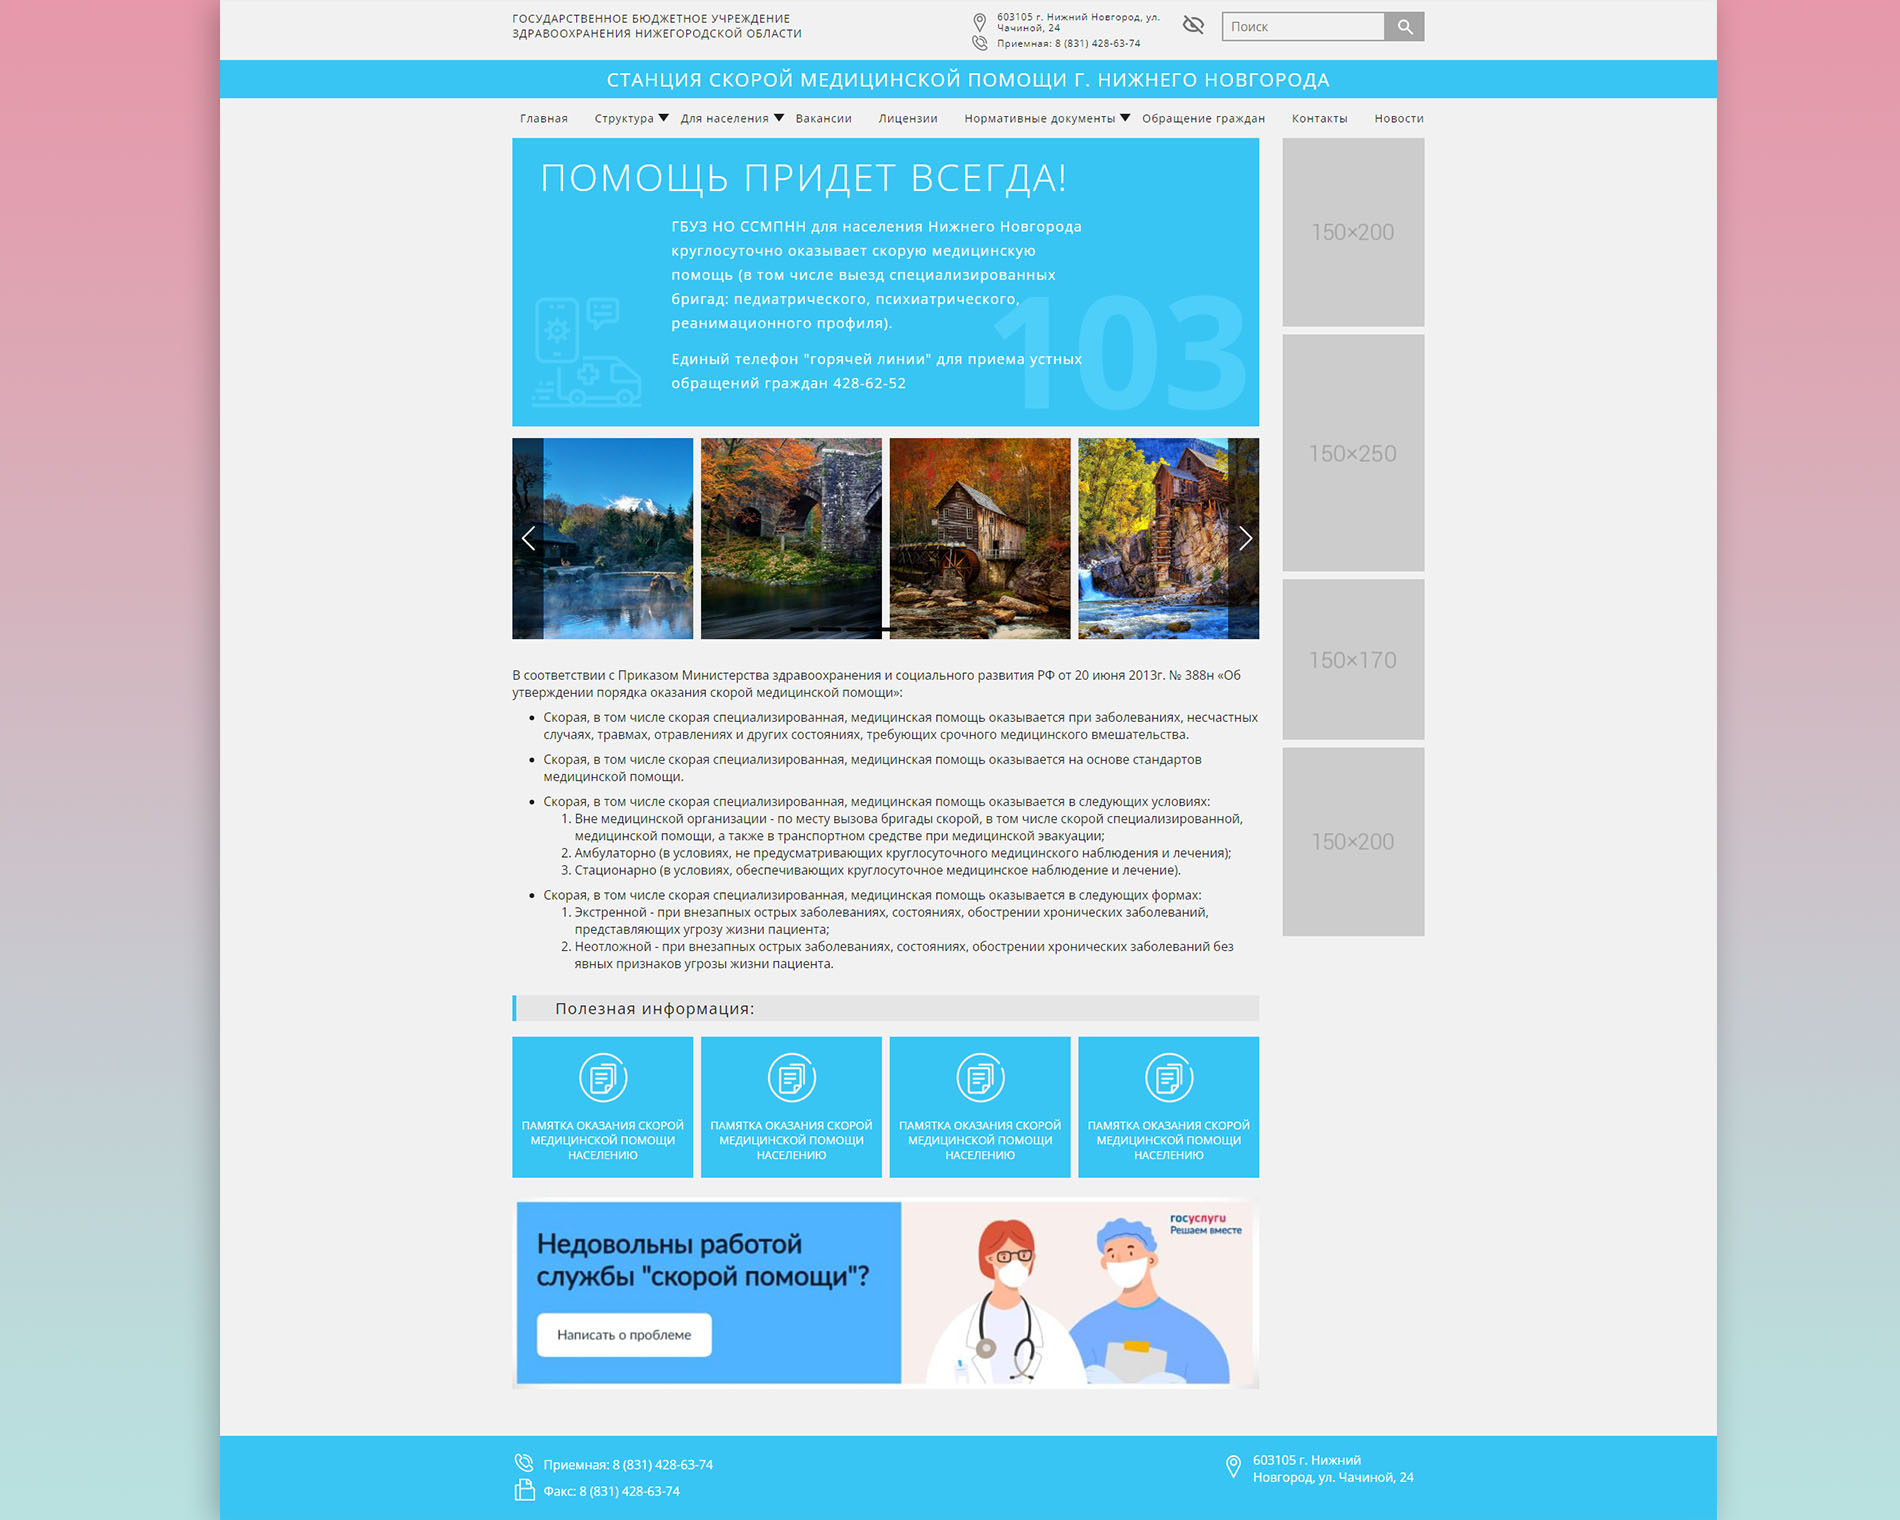 ГОСУДАРСТВЕННОЕ БЮДЖЕТНОЕ УЧРЕЖДЕНИЕ
ЗДРАВООХРАНЕНИЯ НИЖЕГОРОДСКОЙ ОБЛАСТИ
603105 г. Нижний Новгород, ул.
Чачиной, 24
Приемная: 8 (831) 428-63-74
Поиск
СТАНЦИЯ СКОРОЙ МЕДИЦИНСКОЙ ПОМОЩИ Г. НИЖНЕГО НОВГОРОДА
Главная Структура Для населения Вакансии Лицензии Нормативные документы Обращение граждан Контакты Новости
ПОМОЩЬ ПРИДЕТ ВСЕГДА!
ГБУЗ НО ССМПНН для населения Нижнего Новгорода
круглосуточно оказывает скорую медицинскую
помощь (в том числе выезд специализированных
бригад: педиатрического, психиатрического,
реанимационного профиля).
Единый телефон "горячей линии" для приема устных
обращений граждан 428-62-52
103
150×200
150×250
150×170
150×200
В соответствии с Приказом Министерства здравоохранения и социального развития РФ от 20 июня 2013г. № 388н «Об
утверждении порядка оказания скорой медицинской помощи»:
• Скорая, в том числе скорая специализированная, медицинская помощь оказывается при заболеваниях, несчастных
случаях, травмах, отравлениях и других состояниях, требующих срочного медицинского вмешательства.
• Скорая, в том числе скорая специализированная, медицинская помощь оказывается на основе стандартов
медицинской помощи.
• Скорая, в том числе скорая специализированная, медицинская помощь оказывается в следующих условиях:
1. Вне медицинской организации - по месту вызова бригады скорой, в том числе скорой специализированной,
медицинской помощи, а также в транспортном средстве при медицинской эвакуации;
2. Амбулаторно (в условиях, не предусматривающих круглосуточного медицинского наблюдения и лечения);
3. Стационарно (в условиях, обеспечивающих круглосуточное медицинское наблюдение и лечение).
• Скорая, в том числе скорая специализированная, медицинская помощь оказывается в следующих формах:
1. Экстренной - при внезапных острых заболеваниях, состояниях, обострении хронических заболеваний,
представляющих угрозу жизни пациента;
2. Неотложной - при внезапных острых заболеваниях, состояниях, обострении хронических заболеваний без
явных признаков угрозы жизни пациента.
Полезная информация:
ПАМЯТКА ОКАЗАНИЯ СКОРОЙ
МЕДИЦИНСКОЙ ПОМОЩИ
НАСЕЛЕНИЮ
ПАМЯТКА ОКАЗАНИЯ СКОРОЙ
МЕДИЦИНСКОЙ ПОМОЩИ
НАСЕЛЕНИЮ
ПАМЯТКА ОКАЗАНИЯ СКОРОЙ
МЕДИЦИНСКОЙ ПОМОЩИ
НАСЕЛЕНИЮ
ПАМЯТКА ОКАЗАНИЯ СКОРОЙ
МЕДИЦИНСКОЙ ПОМОЩИ
НАСЕЛЕНИЮ
Недовольны работой
службы "скорой помощи"?
Написать о проблеме
госуслуги
Решаем вместе
Приемная: 8 (831) 428-63-74
Факс: 8 (831) 428-63-74
603105 г. Нижний
Новгород, ул. Чачиной, 24